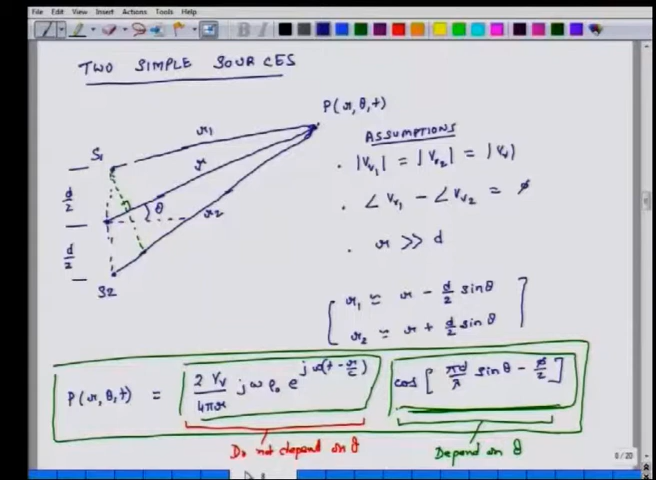 File Edit View Insert Actions Tools Help
TWO SIMPLE SOURCES
P(r, θ, t)
S1
r1
r
r2
d/2
θ
d/2
S2
ASSUMPTIONS
. |Vv1| = |Vv2| = |Vv|
. ∠Vv1 − ∠Vv2 = φ
. r >> d
r1 ≈ r − d/2 sinθ
r2 ≈ r + d/2 sinθ
P(r, θ, t) = 2Vv/4πr jωρ0 e^jω(t − r/c) cos[πd/λ sinθ − φ/2]
Do not depend on θ
Depend on θ
8/20